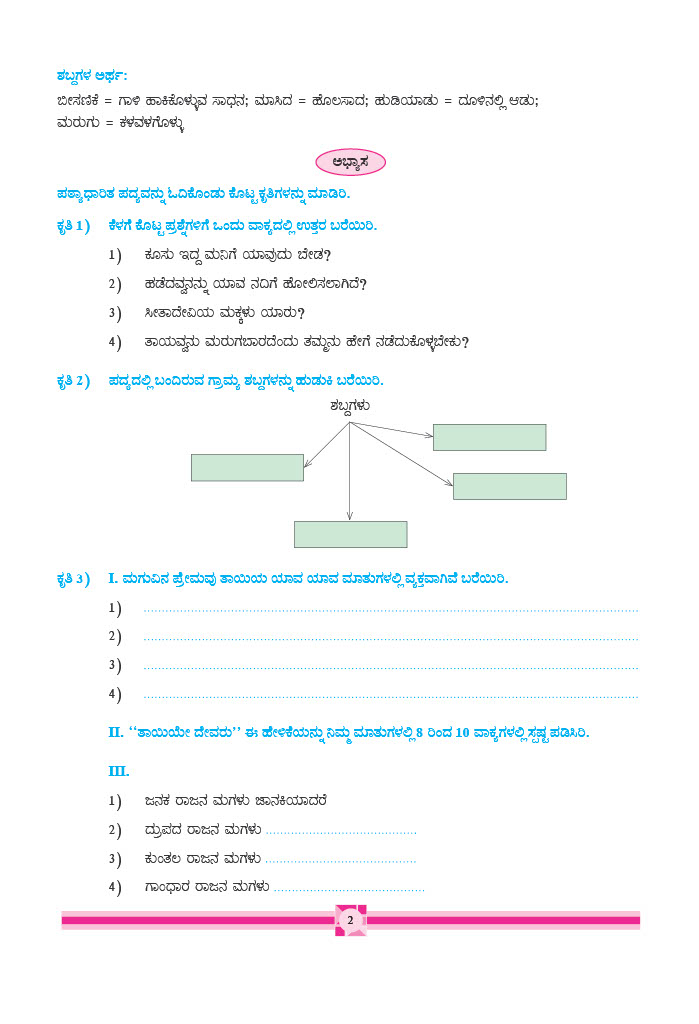 ಶಬ್ದಗಳ ಅರ್ಥ:
ಬೀಸಣಿಕೆ = ಗಾಳಿ ಹಾಕಿಕೊಳ್ಳುವ ಸಾಧನ; ಮಾಸಿದ = ಹೊಲಸಾದ; ಹುಡಿಯಾಡು = ದೂಳಿನಲ್ಲಿ ಆಡು;
ಮರುಗು = ಕಳವಳಗೊಳ್ಳು
ಅಭ್ಯಾಸ
ಪಠ್ಯಾಧಾರಿತ ಪದ್ಯವನ್ನು ಓದಿಕೊಂಡು ಕೊಟ್ಟ ಕೃತಿಗಳನ್ನು ಮಾಡಿರಿ.
ಕೃತಿ 1) ಕೆಳಗೆ ಕೊಟ್ಟ ಪ್ರಶ್ನೆಗಳಿಗೆ ಒಂದು ವಾಕ್ಯದಲ್ಲಿ ಉತ್ತರ ಬರೆಯಿರಿ.
1) ಕೂಸು ಇದ್ದ ಮನಿಗೆ ಯಾವುದು ಬೇಡ?
2) ಹಡೆದವ್ವನನ್ನು ಯಾವ ನದಿಗೆ ಹೋಲಿಸಲಾಗಿದೆ?
3) ಸೀತಾದೇವಿಯ ಮಕ್ಕಳು ಯಾರು?
4) ತಾಯವ್ವನು ಮರುಗಬಾರದೆಂದು ತಮ್ಮನು ಹೇಗೆ ನಡೆದುಕೊಳ್ಳಬೇಕು?
ಕೃತಿ 2) ಪದ್ಯದಲ್ಲಿ ಬಂದಿರುವ ಗ್ರಾಮ್ಯ ಶಬ್ದಗಳನ್ನು ಹುಡುಕಿ ಬರೆಯಿರಿ.
ಶಬ್ದಗಳು
ಕೃತಿ 3) I. ಮಗುವಿನ ಪ್ರೇಮವು ತಾಯಿಯ ಯಾವ ಯಾವ ಮಾತುಗಳಲ್ಲಿ ವ್ಯಕ್ತವಾಗಿವೆ ಬರೆಯಿರಿ.
1) ................................................................
2) ................................................................
3) ................................................................
4) ................................................................
II. ‘‘ತಾಯಿಯೇ ದೇವರು’’ ಈ ಹೇಳಿಕೆಯನ್ನು ನಿಮ್ಮ ಮಾತುಗಳಲ್ಲಿ 8 ರಿಂದ 10 ವಾಕ್ಯಗಳಲ್ಲಿ ಸ್ಪಷ್ಟ ಪಡಿಸಿರಿ.
III.
1) ಜನಕ ರಾಜನ ಮಗಳು ಜಾನಕಿಯಾದರೆ
2) ದ್ರುಪದ ರಾಜನ ಮಗಳು ..........................................
3) ಕುಂತಲ ರಾಜನ ಮಗಳು ..........................................
4) ಗಾಂಧಾರ ರಾಜನ ಮಗಳು ..........................................
2